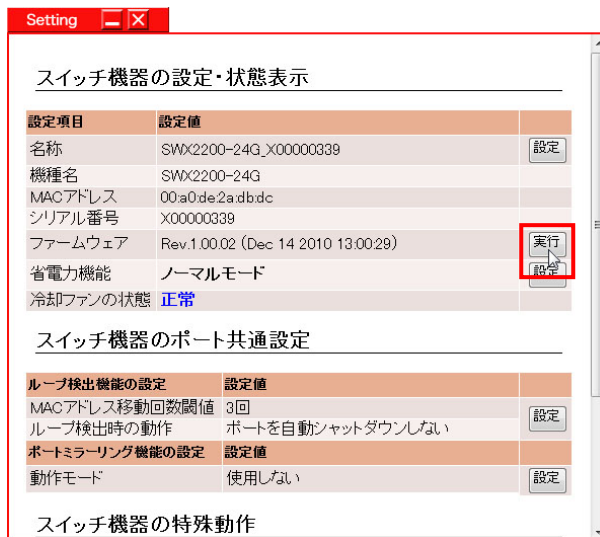 Setting
スイッチ機器の設定・状態表示
設定項目 設定値
名称 SWX2200-24G_X00000339 設定
機種名 SWX2200-24G
MACアドレス 00:a0:de:2a:db:dc
シリアル番号 X00000339
ファームウェア Rev.1.00.02 (Dec 14 2010 13:00:29) 実行
省電力機能 ノーマルモード 設定
冷却ファンの状態 正常
スイッチ機器のポート共通設定
ループ検出機能の設定 設定値
MACアドレス移動回数閾値 3回
設定
ループ検出時の動作 ポートを自動シャットダウンしない
ポートミラーリング機能の設定 設定値
動作モード 使用しない 設定
スイッチ機器の特殊動作